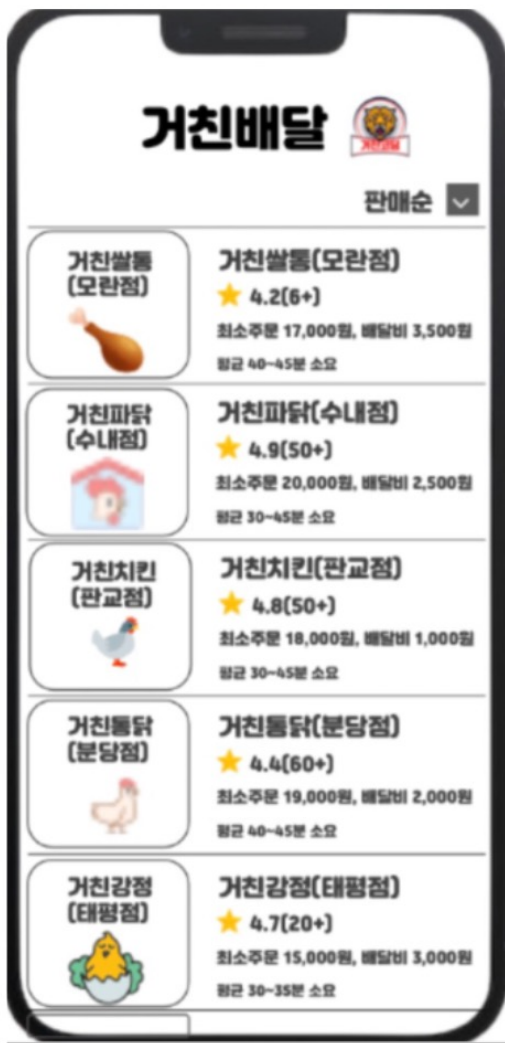 거친배달
거친배달
판매순
거친쌀통
(모란점)
거친쌀통(모란점)
4.2(6+)
최소주문 17,000원, 배달비 3,500원
평균 40~45분 소요
거친파닭
(수내점)
거친파닭(수내점)
4.9(50+)
최소주문 20,000원, 배달비 2,500원
평균 30~45분 소요
거친치킨
(판교점)
거친치킨(판교점)
4.8(50+)
최소주문 18,000원, 배달비 1,000원
평균 30~45분 소요
거친통닭
(분당점)
거친통닭(분당점)
4.4(60+)
최소주문 19,000원, 배달비 2,000원
평균 40~45분 소요
거친강정
(태평점)
거친강정(태평점)
4.7(20+)
최소주문 15,000원, 배달비 3,000원
평균 30~35분 소요